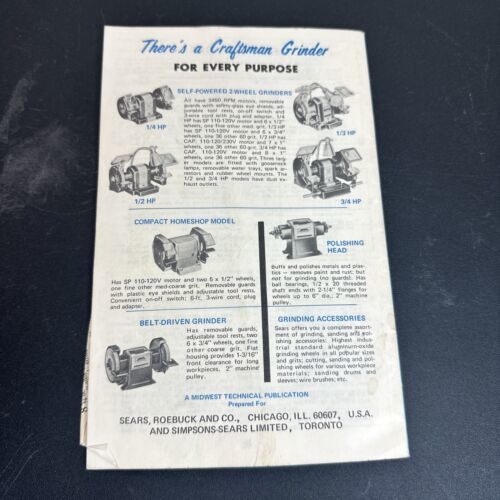 There's a Craftsman Grinder
FOR EVERY PURPOSE
SELF-POWERED 2-WHEEL GRINDERS
All have 3450 RPM motors, removable
guards with safety-glass eye shields, ad-
justable tool rests, on-off switch and
3-wire cord with plug and adapter. 1/4
HP has SP 110-120V motor and 6 x 1/2"
wheels, one fine other med. grit. 1/3 HP
has SP 110-120V motor and 6 x 3/4"
wheels, one 36 other 60 grit. 1/2 HP has
CAP. 110-120/230V motor and 7 x 1"
wheels, one 36 other 60 grit. 3/4 HP has
CAP. 110-120V motor and 8 x 1"
wheels, one 36 other 60 grit. Three larg-
er models are fitted with gooseneck
lamps, removable water trays, spark ar-
restors and rubber wheel mounts. The
1/2 and 3/4 HP models have dust ex-
haust outlets.
1/4 HP
1/3 HP
1/2 HP
3/4 HP
COMPACT HOMESHOP MODEL
Has SP 110-120V motor and two 5 x 1/2" wheels,
one fine other med-coarse grit. Removable guards
with plastic eye shields and adjustable tool rests.
Convenient on-off switch; 6-ft, 3-wire cord, plug
and adapter.
POLISHING
HEAD
Buffs and polishes metals and plas-
tics - removes paint and rust; but
not for grinding (no guards). Has
ball bearings, 1/2 x 20 threaded
shaft ends with 2-1/4" flanges for
wheels up to 6" dia.; 2" machine
pulley.
BELT-DRIVEN GRINDER
Has removable guards,
adjustable tool rests, two
6 x 3/4" wheels, one fine
other coarse grit. Flat
housing provides 1-3/16"
front clearance for long
workpieces. 2" machine
pulley.
GRINDING ACCESSORIES
Sears offers you a complete assort-
ment of grinding, sanding and pol-
ishing accessories: Highest indus-
trial standard aluminum-oxide
grinding wheels in all popular sizes
and grits; cutting, sanding and pol-
ishing wheels for various workpiece
materials; sanding drums and
sleeves; wire brushes; etc.
A MIDWEST TECHNICAL PUBLICATION
Prepared For
SEARS, ROEBUCK AND CO., CHICAGO, ILL. 60607, U.S.A.
AND SIMPSONS-SEARS LIMITED, TORONTO